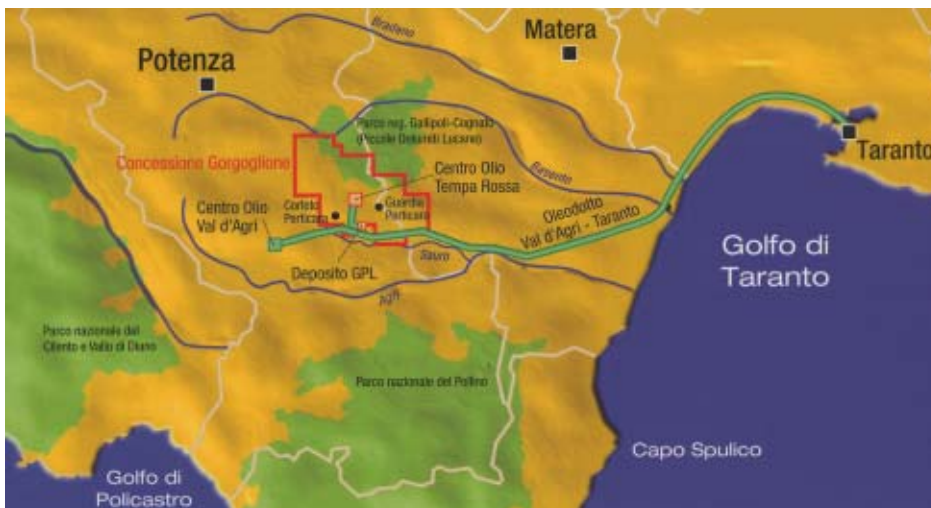 Bradano
Matera
Potenza
Parco reg. Gallipoli-Cognato
(Piccole Dolomiti Lucane)
Taranto
Concessione Gorgoglione
Centro Olio
Tempa Rossa
Basento
Centro Olio
Val d'Agri
Corleto
Perticara
Guardia
Perticara
Oleodotto
Val d'Agri - Taranto
Golfo di
Taranto
Deposito GPL
Sauro
Agri
Parco nazionale del
Cilento e Vallo di Diano
Parco nazionale del Pollino
Capo Spulico
Golfo di
Policastro